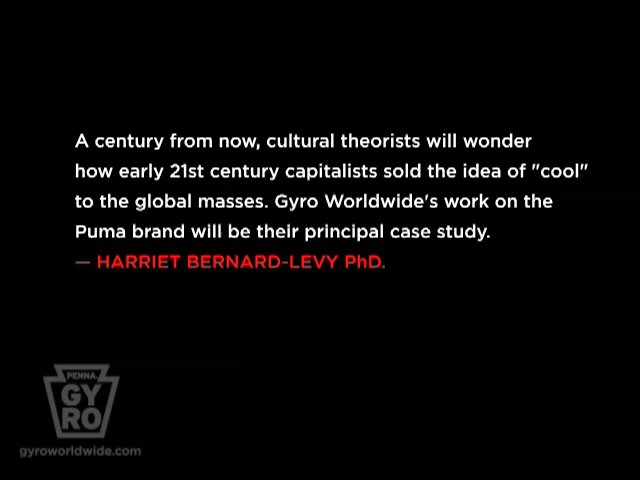 A century from now, cultural theorists will wonder
how early 21st century capitalists sold the idea of "cool"
to the global masses. Gyro Worldwide's work on the
Puma brand will be their principal case study.
— HARRIET BERNARD-LEVY PhD.
PENNA.
GY
RO
gyroworldwide.com